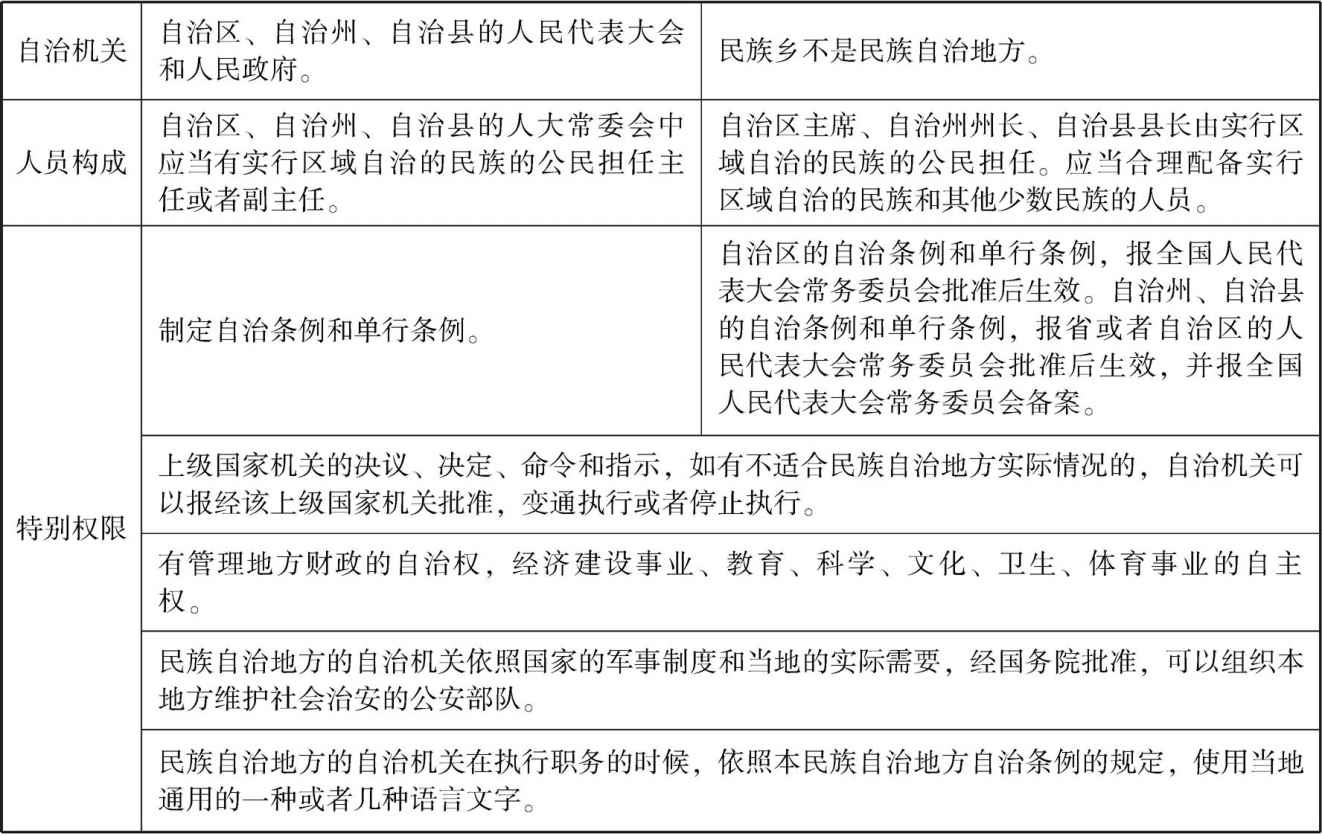 自治机关
自治区、自治州、自治县的人民代表大会
和人民政府。
民族乡不是民族自治地方。
人员构成
自治区、自治州、自治县的人大常委会中
应当有实行区域自治的民族的公民担任主
任或者副主任。
自治区主席、自治州州长、自治县县长由实行区
域自治的民族的公民担任。应当合理配备实行
区域自治的民族和其他少数民族的人员。
特别权限
制定自治条例和单行条例。
自治区的自治条例和单行条例，报全国人民代
表大会常务委员会批准后生效。自治州、自治县
的自治条例和单行条例，报省或者自治区的人
民代表大会常务委员会批准后生效，并报全国
人民代表大会常务委员会备案。
上级国家机关的决议、决定、命令和指示，如有不适合民族自治地方实际情况的，自治机关可
以报经该上级国家机关批准，变通执行或者停止执行。
有管理地方财政的自治权，经济建设事业、教育、科学、文化、卫生、体育事业的自主
权。
民族自治地方的自治机关依照国家的军事制度和当地的实际需要，经国务院批准，可以组织本
地方维护社会治安的公安部队。
民族自治地方的自治机关在执行职务的时候，依照本民族自治地方自治条例的规定，使用当地
通用的一种或者几种语言文字。